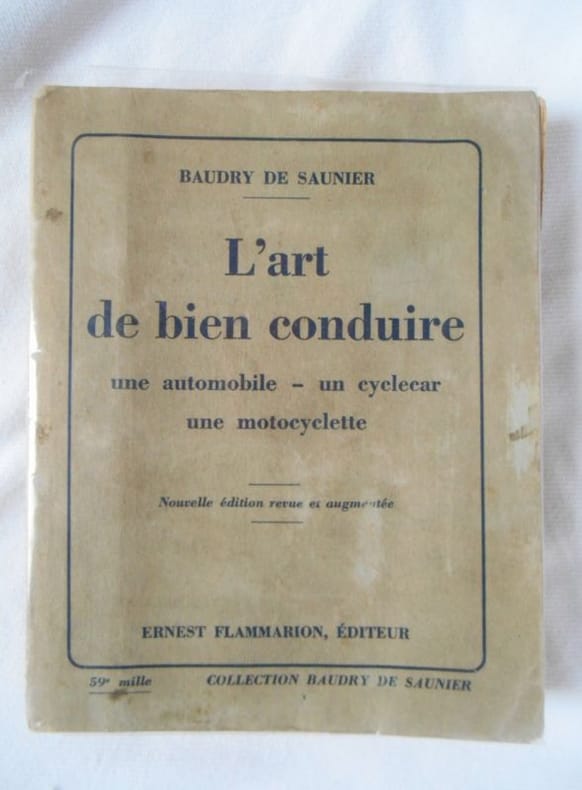 BAUDRY DE SAUNIER
L'art
de bien conduire
une automobile - un cyclecar
une motocyclette
Nouvelle édition revue et augmentée
ERNEST FLAMMARION, ÉDITEUR
59e mille COLLECTION BAUDRY DE SAUNIER